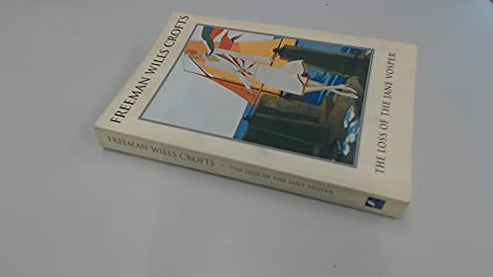 FREEMAN WILLS CROFTS
THE LOSS OF THE JANE VOSPER
FREEMAN WILLS CROFTS • THE LOSS OF THE JANE VOSPER